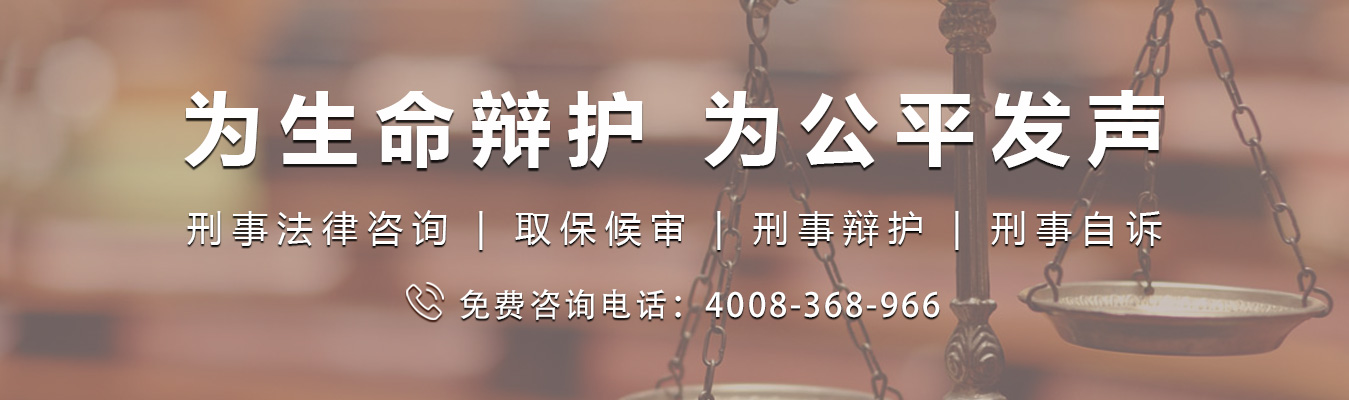 为生命辩护 为公平发声
刑事法律咨询 | 取保候审 | 刑事辩护 | 刑事自诉
免费咨询电话：4008-368-966